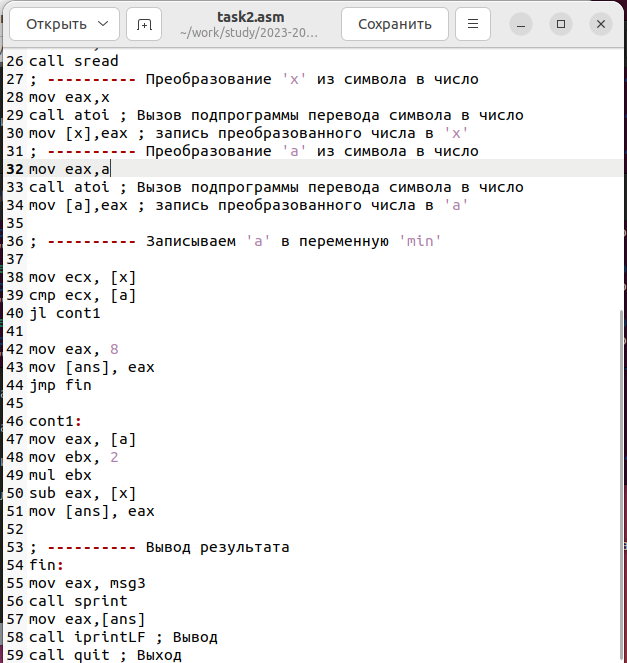 Открыть
task2.asm
~/work/study/2023-20...
Сохранить
26 call sread
27 ; ---------- Преобразование 'x' из символа в число
28 mov eax,x
29 call atoi ; Вызов подпрограммы перевода символа в число
30 mov [x],eax ; запись преобразованного числа в 'x'
31 ; ---------- Преобразование 'a' из символа в число
32 mov eax,a
33 call atoi ; Вызов подпрограммы перевода символа в число
34 mov [a],eax ; запись преобразованного числа в 'a'
35
36 ; ---------- Записываем 'a' в переменную 'min'
37
38 mov ecx, [x]
39 cmp ecx, [a]
40 jl cont1
41
42 mov eax, 8
43 mov [ans], eax
44 jmp fin
45
46 cont1:
47 mov eax, [a]
48 mov ebx, 2
49 mul ebx
50 sub eax, [x]
51 mov [ans], eax
52
53 ; ---------- Вывод результата
54 fin:
55 mov eax, msg3
56 call sprint
57 mov eax,[ans]
58 call iprintLF ; Вывод
59 call quit ; Выход